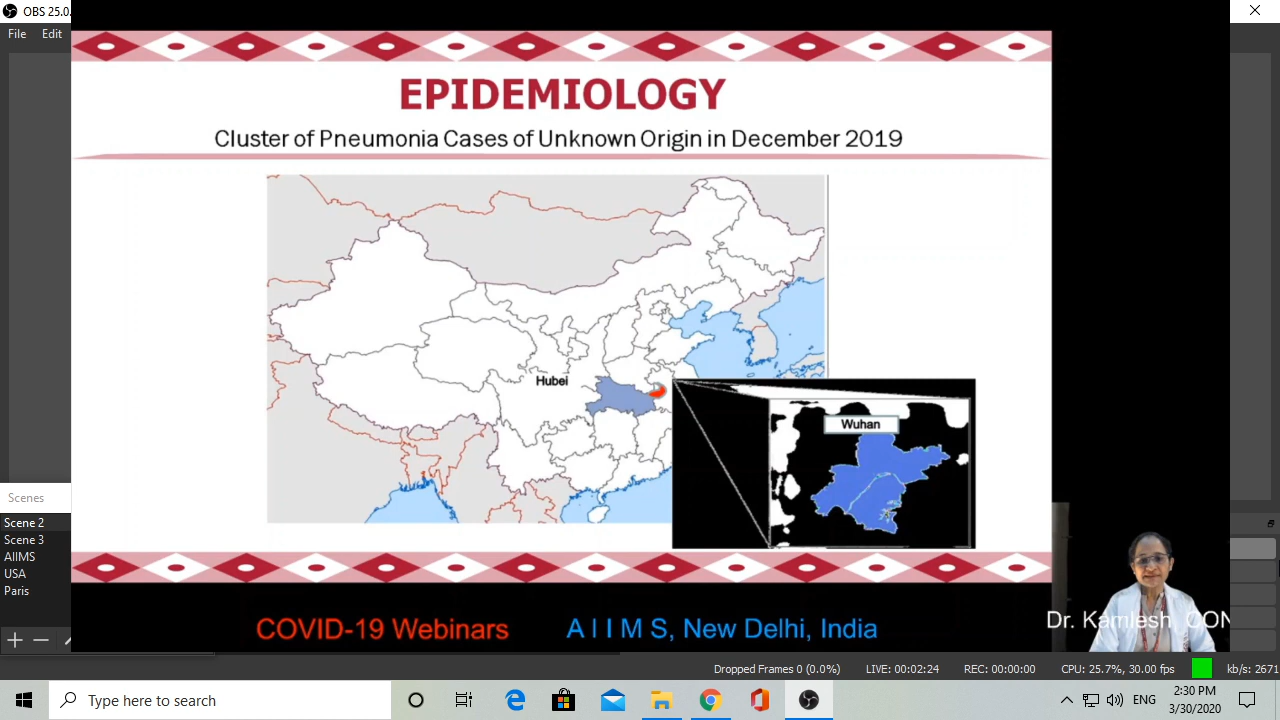 OBS 25.0.
File Edit
EPIDEMIOLOGY
Cluster of Pneumonia Cases of Unknown Origin in December 2019
Hubei
Wuhan
Scenes
Scene 2
Scene 3
AIIMS
USA
Paris
Dr. Kamlesh, CON
COVID-19 Webinars
A I I M S, New Delhi, India
Dropped Frames 0 (0.0%) LIVE: 00:02:24 REC: 00:00:00 CPU: 25.7%, 30.00 fps kb/s: 2671
Type here to search
ENG
2:30 PM
3/30/2020